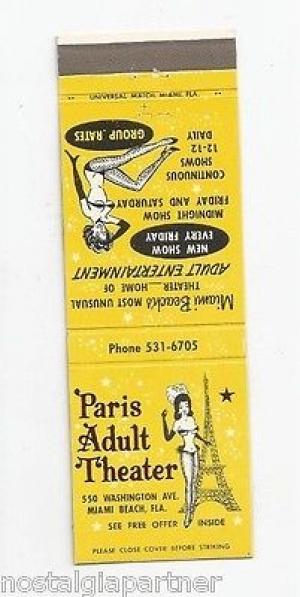 UNIVERSAL MATCH, MIAMI, FLA.
Miami Beach's MOST UNUSUAL
THEATER — HOME OF
ADULT ENTERTAINMENT
NEW SHOW
EVERY FRIDAY
MIDNIGHT SHOW
FRIDAY AND SATURDAY
CONTINUOUS
SHOWS
12-12
DAILY
GROUP RATES
Phone 531-6705
Paris
Adult
Theater
550 WASHINGTON AVE.
MIAMI BEACH, FLA.
SEE FREE OFFER INSIDE
PLEASE CLOSE COVER BEFORE STRIKING
nostalgiapartner
nostalgiapartner